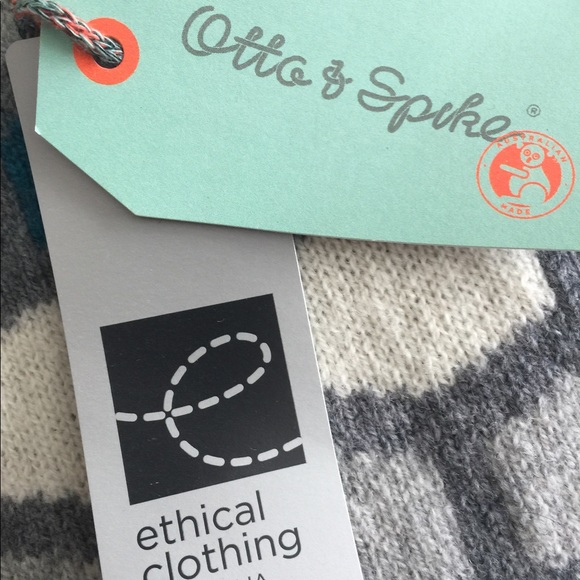 Otto & Spike®
AUSTRALIAN
MADE
ethical
clothing